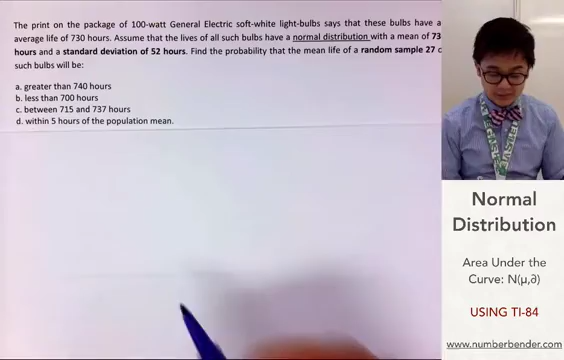 The print on the package of 100-watt General Electric soft-white light-bulbs says that these bulbs have a
average life of 730 hours. Assume that the lives of all such bulbs have a normal distribution with a mean of 73
hours and a standard deviation of 52 hours. Find the probability that the mean life of a random sample 27 o
such bulbs will be:
a. greater than 740 hours
b. less than 700 hours
c. between 715 and 737 hours
d. within 5 hours of the population mean.
Normal
Distribution
Area Under the
Curve: N(μ,∂)
USING TI-84
www.numberbender.com